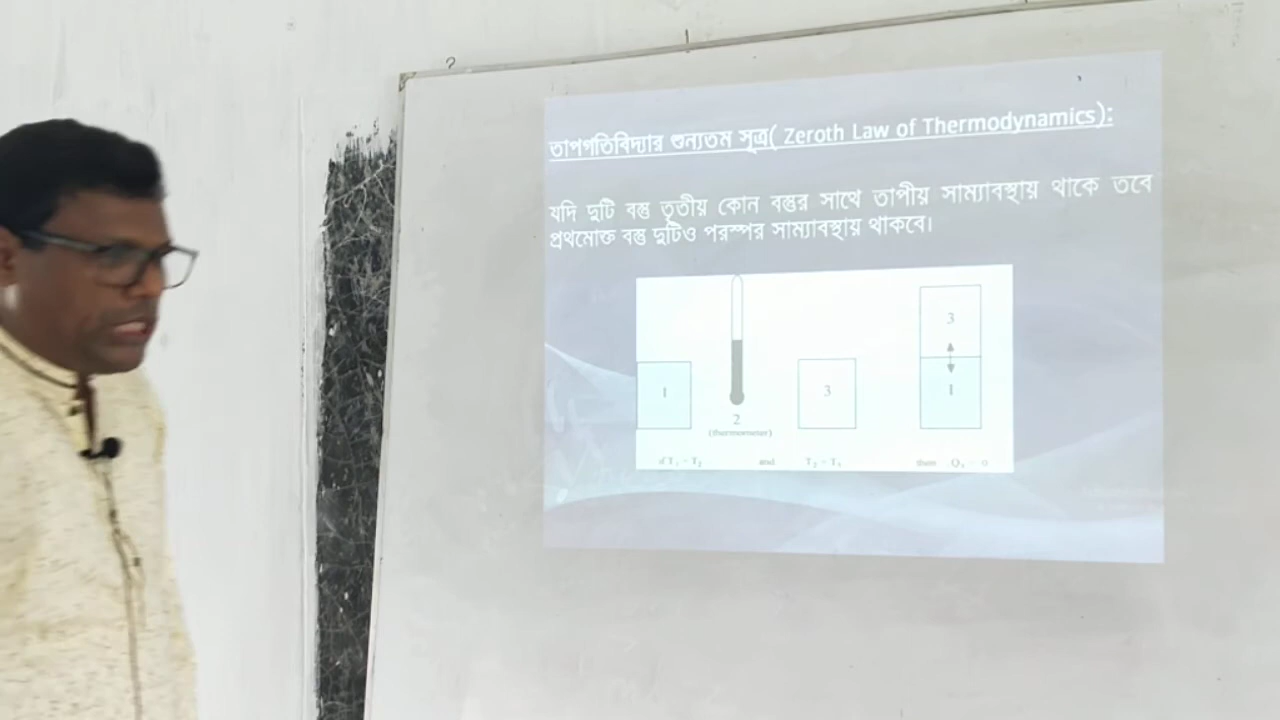 তাপগতিবিদ্যার শুন্যতম সূত্র( Zeroth Law of Thermodynamics):
যদি দুটি বস্তু তৃতীয় কোন বস্তুর সাথে তাপীয় সাম্যাবস্থায় থাকে তবে
প্রথমোক্ত বস্তু দুটিও পরস্পর সাম্যাবস্থায় থাকবে।
3
1
3
1
2
(thermometer)
and
then